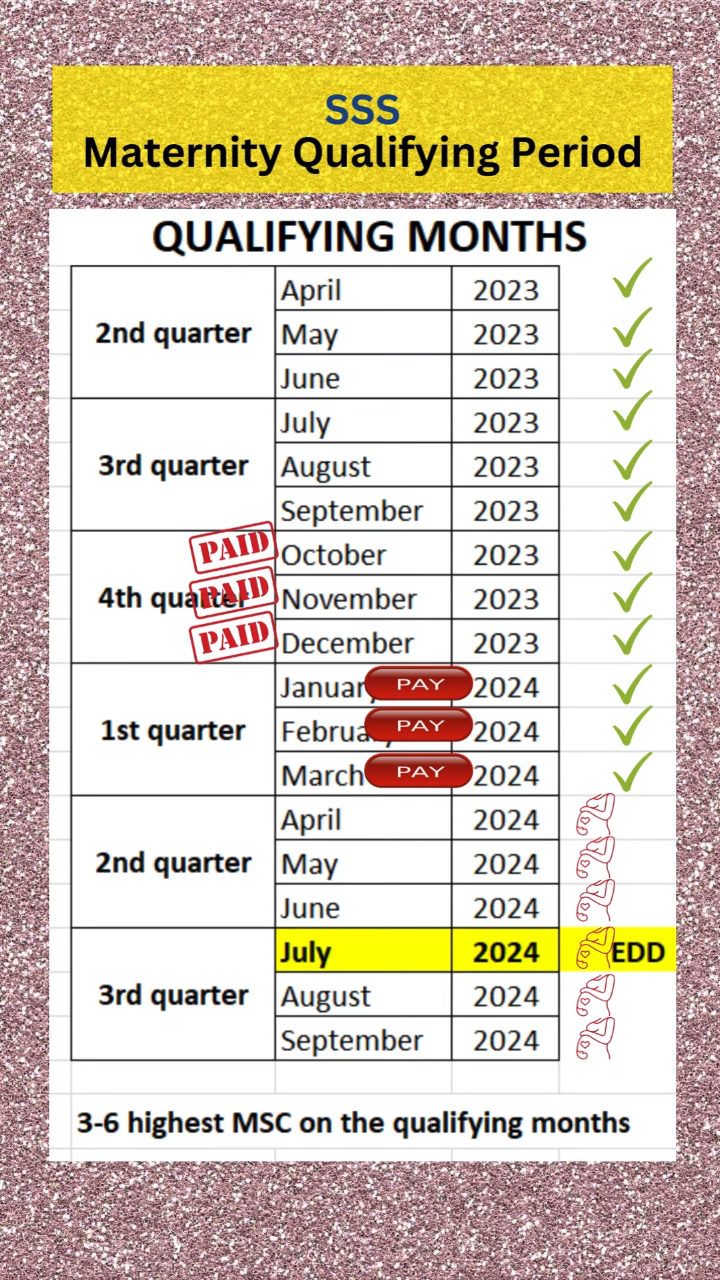 SSS
Maternity Qualifying Period
QUALIFYING MONTHS
2nd quarter
April 2023
May 2023
June 2023
3rd quarter
July 2023
August 2023
September 2023
4th quarter
PAID October 2023
PAID November 2023
PAID December 2023
1st quarter
January PAY 2024
February PAY 2024
March PAY 2024
2nd quarter
April 2024
May 2024
June 2024
3rd quarter
July 2024 EDD
August 2024
September 2024
3-6 highest MSC on the qualifying months